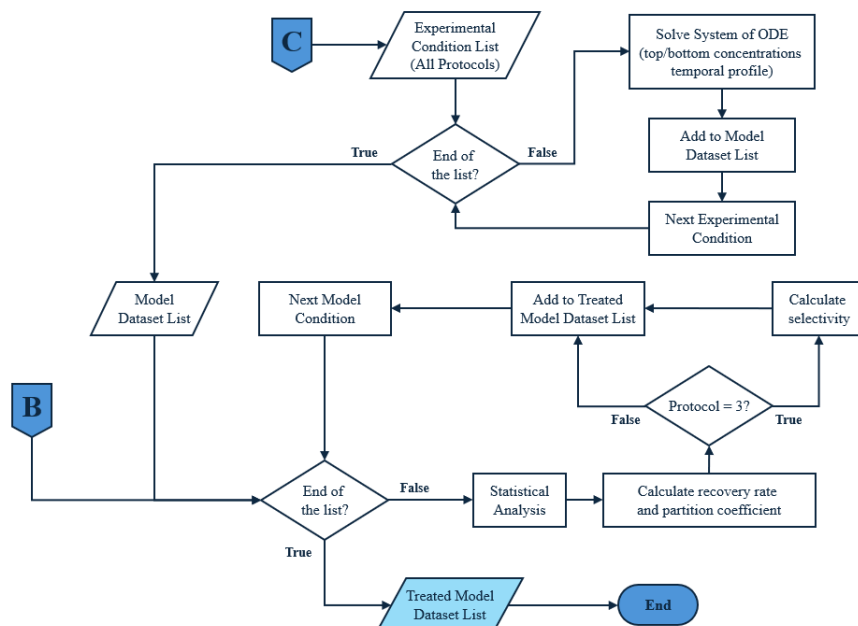 C
Experimental
Condition List
(All Protocols)
Solve System of ODE
(top/bottom concentrations
temporal profile)
Add to Model
Dataset List
Next Experimental
Condition
End of
the list?
True
False
Model
Dataset List
Next Model
Condition
Add to Treated
Model Dataset List
Calculate
selectivity
B
Protocol = 3?
False
True
End of
the list?
False
True
Statistical
Analysis
Calculate recovery rate
and partition coefficient
Treated Model
Dataset List
End